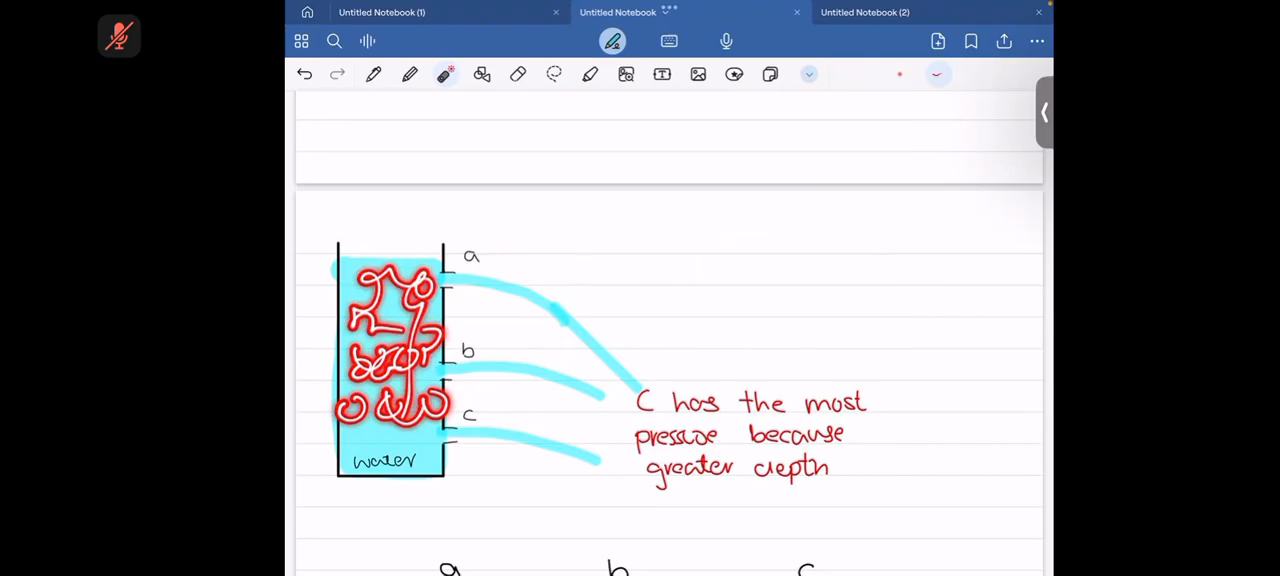 Untitled Notebook (1)
Untitled Notebook
Untitled Notebook (2)
a
b
c
water
C has the most
pressure because
greater depth
a b c